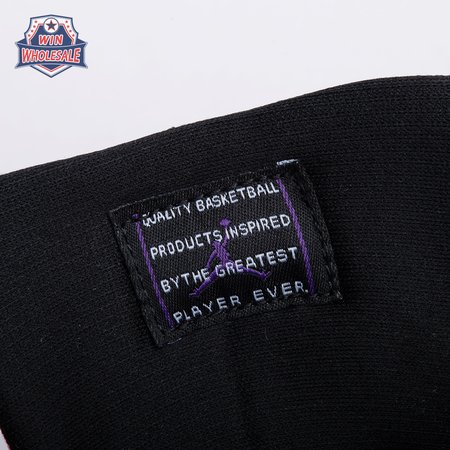 WIN
WHOLESALE
QUALITY BASKETBALL
PRODUCTS INSPIRED
BY THE GREATEST
PLAYER EVER.